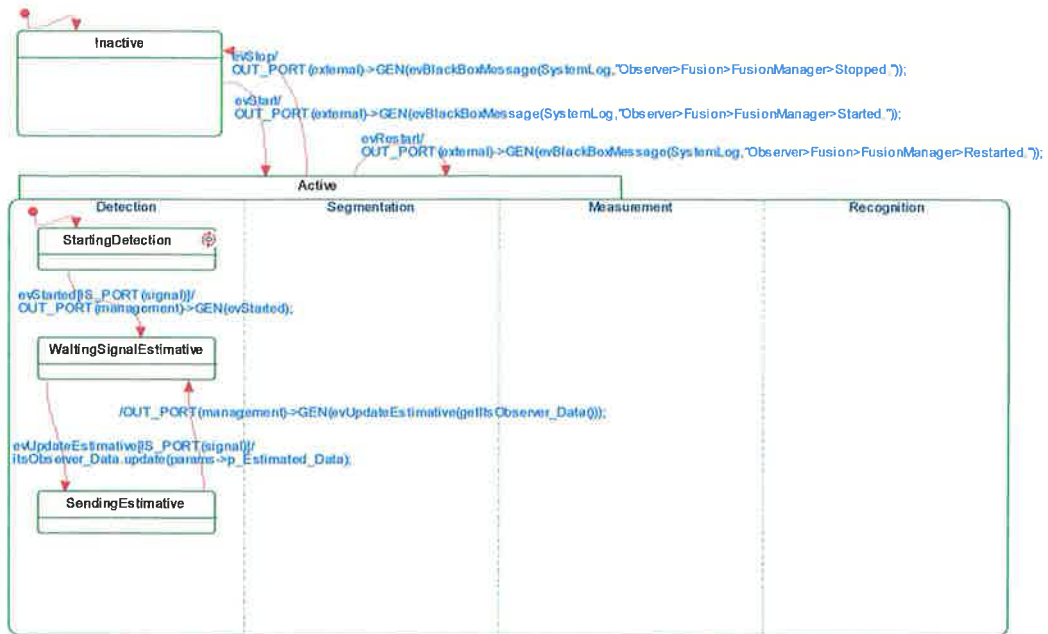 Inactive
evStop/
OUT_PORT(external)->GEN(evBlackBoxMessage(SystemLog,"Observer>Fusion>FusionManager>Stopped."));
evStart/
OUT_PORT(external)->GEN(evBlackBoxMessage(SystemLog,"Observer>Fusion>FusionManager>Started."));
evRestart/
OUT_PORT(external)->GEN(evBlackBoxMessage(SystemLog,"Observer>Fusion>FusionManager>Restarted."));
Active
Detection Segmentation Measurement Recognition
StartingDetection
evStarted[IS_PORT(signal)]/
OUT_PORT(management)->GEN(evStarted);
WaitingSignalEstimative
/OUT_PORT(management)->GEN(evUpdateEstimative(getItsObserver_Data()));
evUpdateEstimative[IS_PORT(signal)]/
itsObserver_Data.update(params->p_Estimated_Data);
SendingEstimative